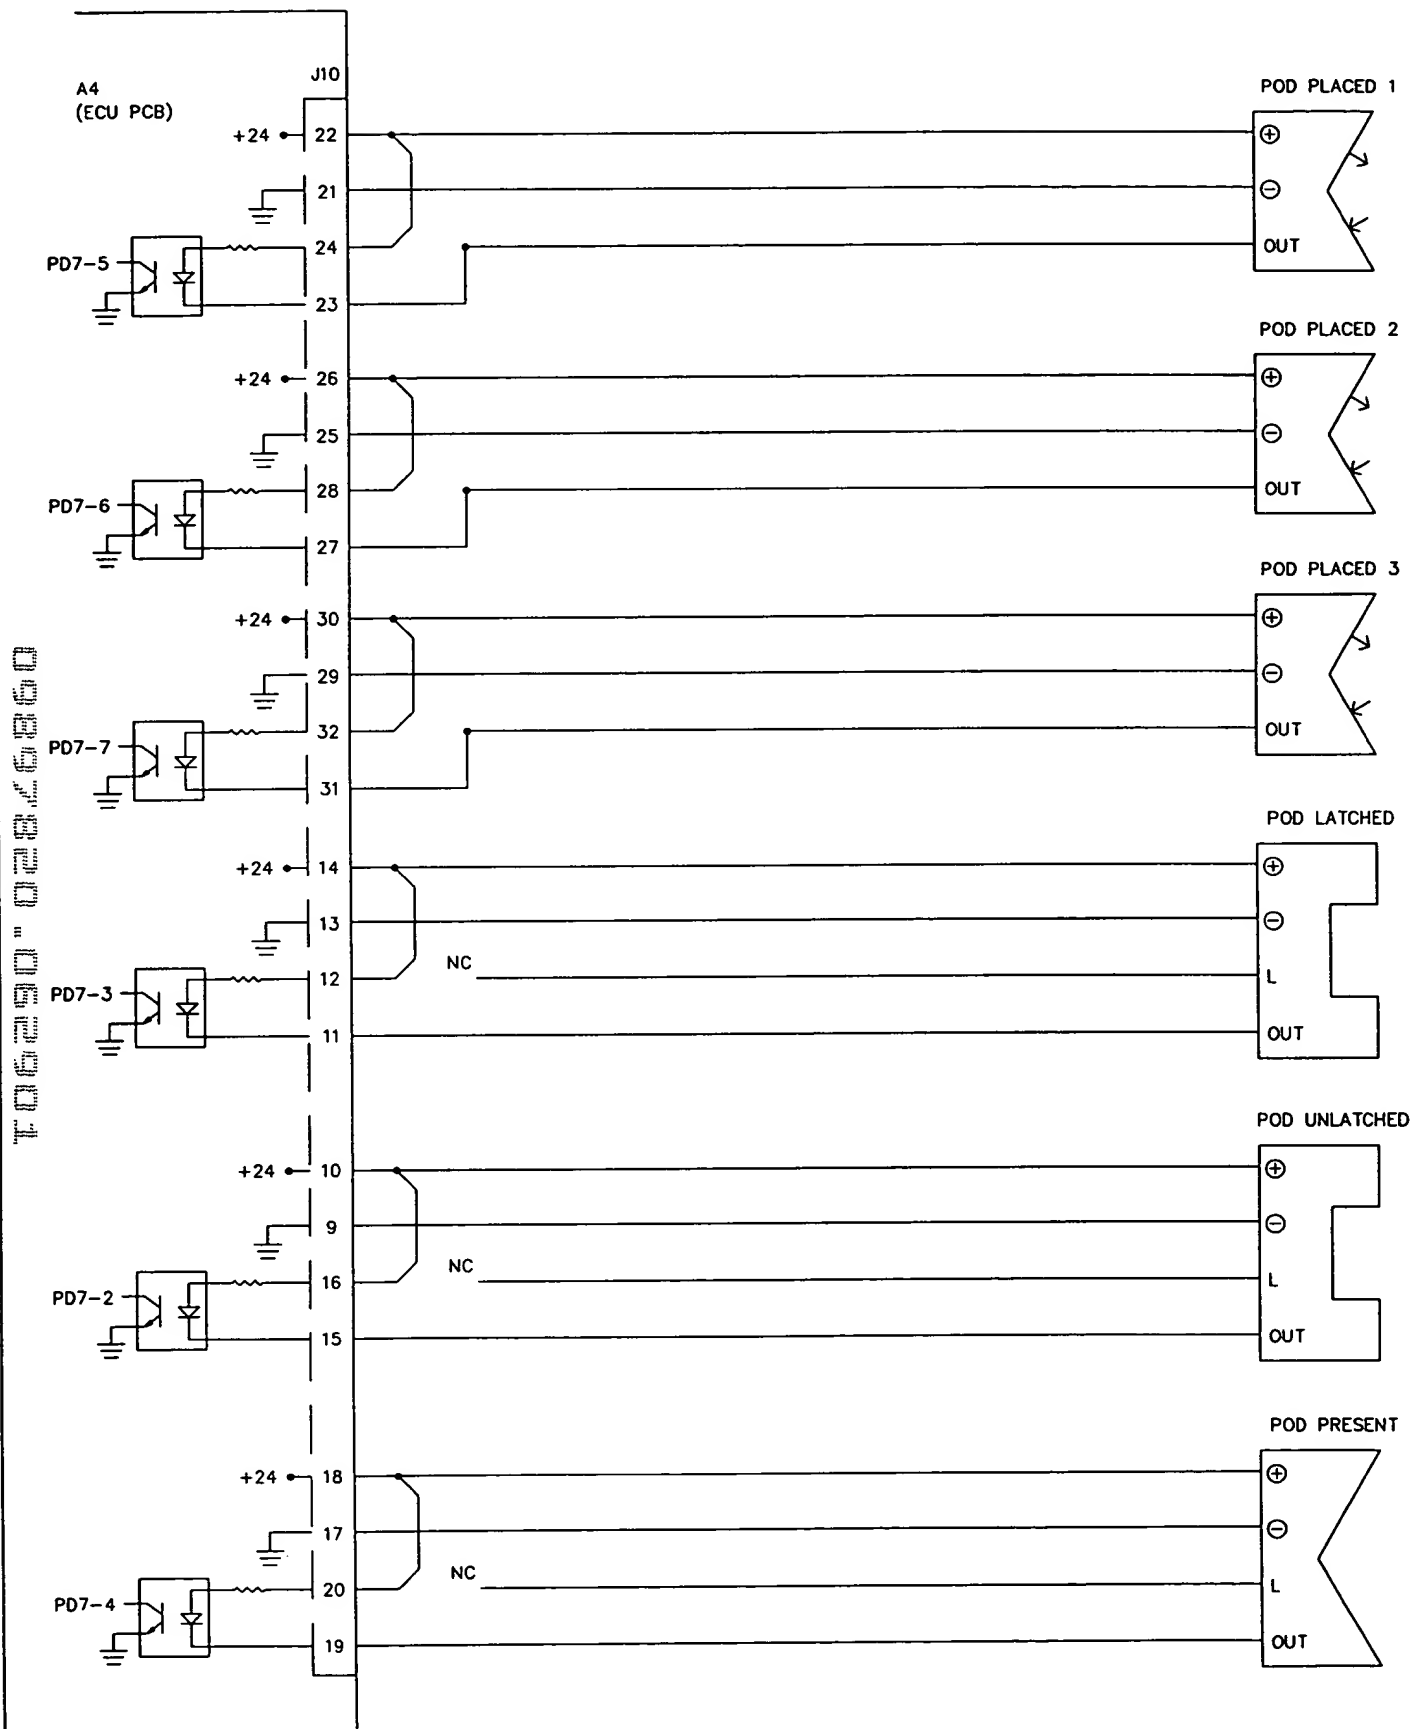 J10
A4
(ECU PCB)
POD PLACED 1
+24 22 +
21 -
24 OUT
PD7-5
23
POD PLACED 2
+24 26 +
25 -
28 OUT
PD7-6
27
POD PLACED 3
+24 30 +
29 -
32 OUT
PD7-7
31
POD LATCHED
+24 14 +
13 -
12 NC L
PD7-3
11 OUT
POD UNLATCHED
+24 10 +
9 -
16 NC L
PD7-2
15 OUT
POD PRESENT
+24 18 +
17 -
20 NC L
PD7-4
19 OUT
09897820.062901